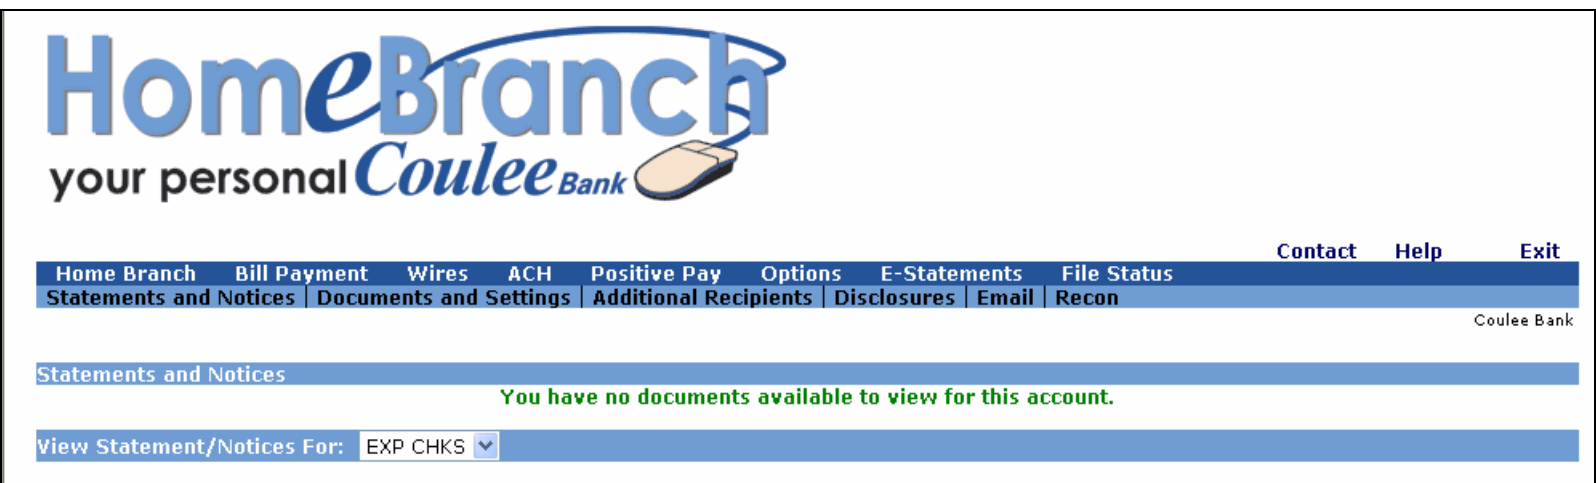 HomeBranch
your personal Coulee Bank
Contact Help Exit
Home Branch Bill Payment Wires ACH Positive Pay Options E-Statements File Status
Statements and Notices | Documents and Settings | Additional Recipients | Disclosures | Email | Recon
Coulee Bank
Statements and Notices
You have no documents available to view for this account.
View Statement/Notices For: EXP CHKS